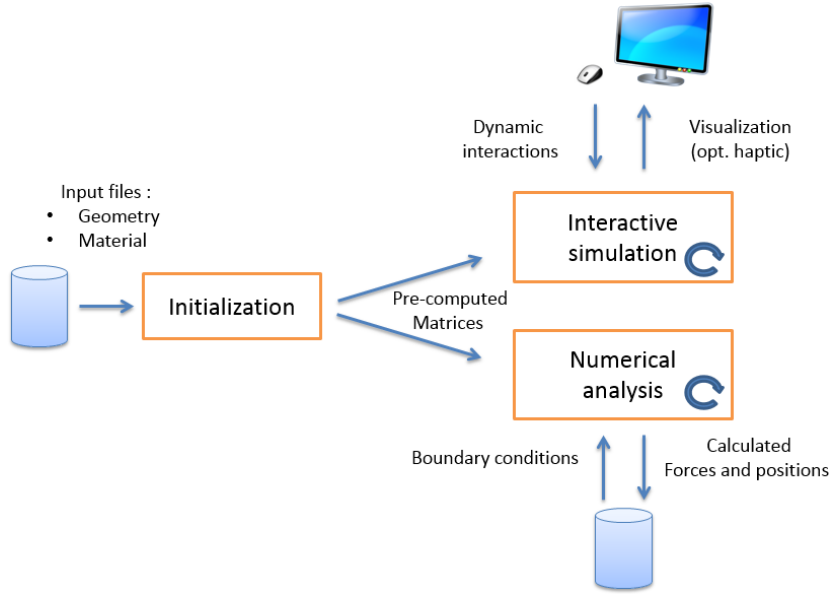 Dynamic
interactions
Visualization
(opt. haptic)
Input files :
• Geometry
• Material
Interactive
simulation
Initialization
Pre-computed
Matrices
Numerical
analysis
Boundary conditions
Calculated
Forces and positions